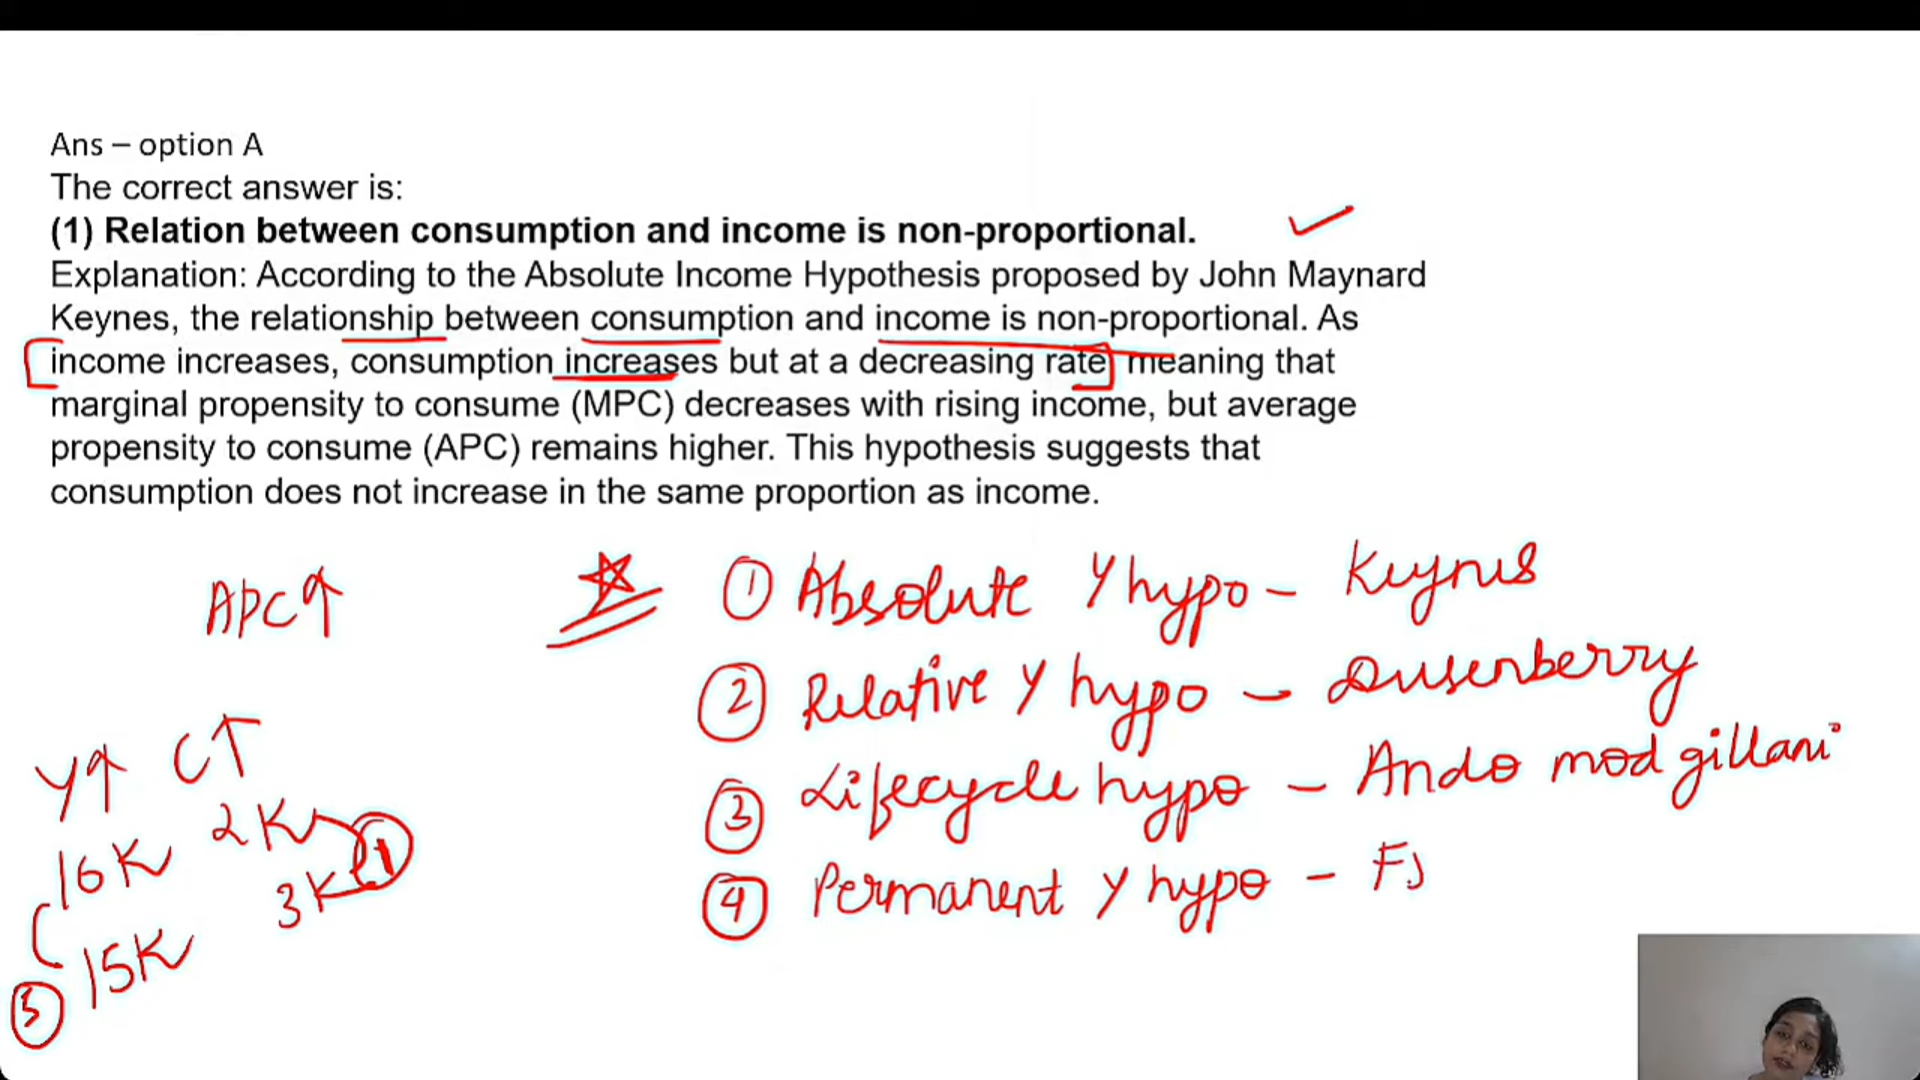 Ans – option A
The correct answer is:
(1) Relation between consumption and income is non-proportional.
Explanation: According to the Absolute Income Hypothesis proposed by John Maynard
Keynes, the relationship between consumption and income is non-proportional. As
income increases, consumption increases but at a decreasing rate meaning that
marginal propensity to consume (MPC) decreases with rising income, but average
propensity to consume (APC) remains higher. This hypothesis suggests that
consumption does not increase in the same proportion as income.
APC↑
Y↑ C↑
10K 2K
15K 3K
1
5
① Absolute Y hypo – Keynes
② Relative Y hypo – Dusenberry
③ Lifecycle hypo – Ando modgillani
④ Permanent Y hypo –